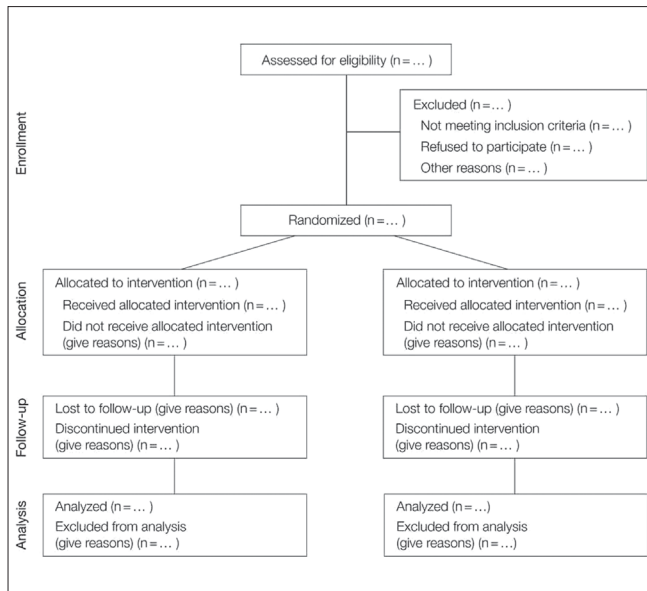 Assessed for eligibility (n = … )
Enrollment
Excluded (n = … )
Not meeting inclusion criteria (n = … )
Refused to participate (n = … )
Other reasons (n = … )
Randomized (n = … )
Allocation
Allocated to intervention (n = … )
Received allocated intervention (n = … )
Did not receive allocated intervention
(give reasons) (n = … )
Allocated to intervention (n = … )
Received allocated intervention (n = … )
Did not receive allocated intervention
(give reasons) (n = … )
Follow-up
Lost to follow-up (give reasons) (n = … )
Discontinued intervention
(give reasons) (n = … )
Lost to follow-up (give reasons) (n = … )
Discontinued intervention
(give reasons) (n = … )
Analysis
Analyzed (n = … )
Excluded from analysis
(give reasons) (n = … )
Analyzed (n = …)
Excluded from analysis
(give reasons) (n = …)